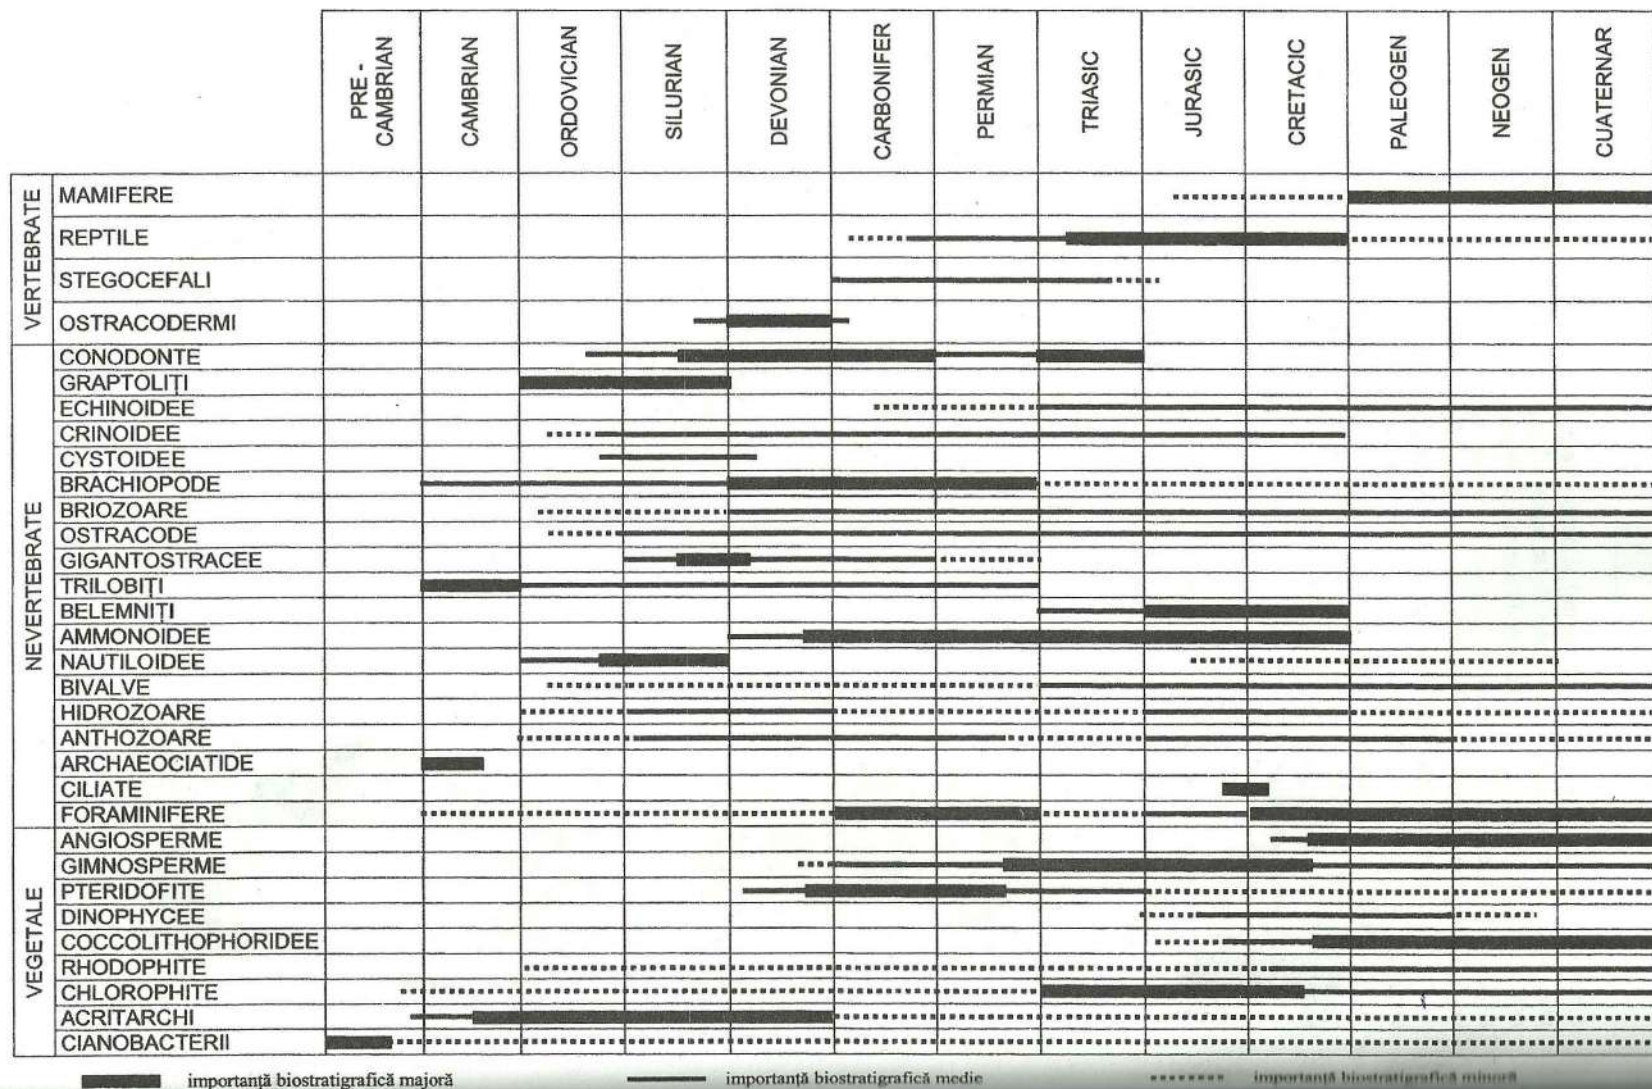 PRE -
CAMBRIAN
CAMBRIAN
ORDOVICIAN
SILURIAN
DEVONIAN
CARBONIFER
PERMIAN
TRIASIC
JURASIC
CRETACIC
PALEOGEN
NEOGEN
CUATERNAR
VERTEBRATE
MAMIFERE
REPTILE
STEGOCEFALI
OSTRACODERMI
NEVERTEBRATE
CONODONTE
GRAPTOLIȚI
ECHINOIDEE
CRINOIDEE
CYSTOIDEE
BRACHIOPODE
BRIOZOARE
OSTRACODE
GIGANTOSTRACEE
TRILOBIȚI
BELEMNIȚI
AMMONOIDEE
NAUTILOIDEE
BIVALVE
HIDROZOARE
ANTHOZOARE
ARCHAEOCIATIDE
CILIATE
FORAMINIFERE
VEGETALE
ANGIOSPERME
GIMNOSPERME
PTERIDOFITE
DINOPHYCEE
COCCOLITHOPHORIDEE
RHODOPHITE
CHLOROPHITE
ACRITARCHI
CIANOBACTERII
importanță biostratigrafică majoră
importanță biostratigrafică medie
importanță biostratigrafică minoră